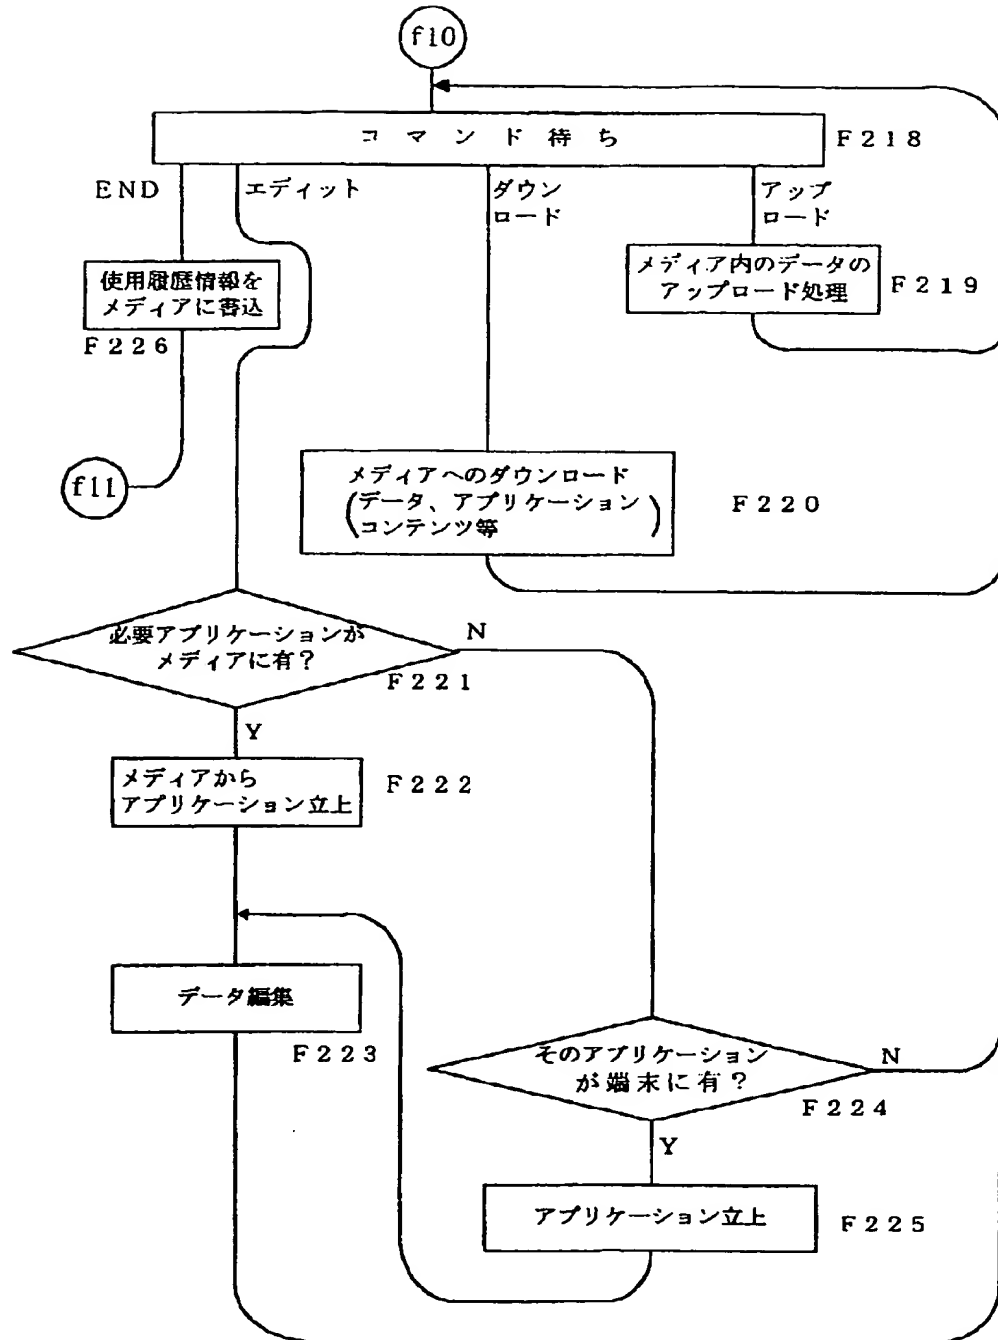 f10
コマンド待ち
F218
END
エディット
ダウン
ロード
アップ
ロード
使用履歴情報を
メディアに書込
F226
メディア内のデータの
アップロード処理
F219
f11
メディアへのダウンロード
(データ、アプリケーション
コンテンツ等)
F220
必要アプリケーションが
メディアに有?
N
F221
Y
メディアから
アプリケーション立上
F222
データ編集
F223
そのアプリケーション
が端末に有?
N
F224
Y
アプリケーション立上
F225